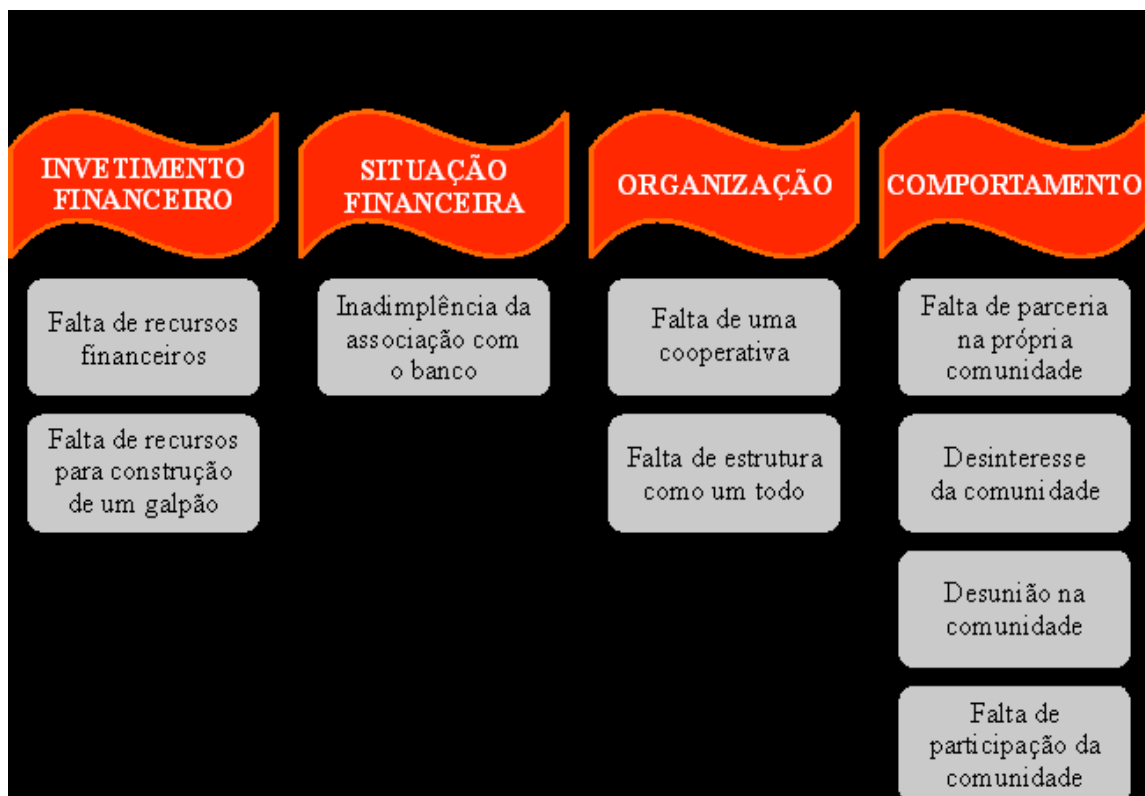 INVETIMENTO
FINANCEIRO
Falta de recursos
financeiros
Falta de recursos
para construção
de um galpão
SITUAÇÃO
FINANCEIRA
Inadimplência da
associação com
o banco
ORGANIZAÇÃO
Falta de uma
cooperativa
Falta de estrutura
como um todo
COMPORTAMENTO
Falta de parceria
na própria
comunidade
Desinteresse
da comunidade
Desunião na
comunidade
Falta de
participação da
comunidade